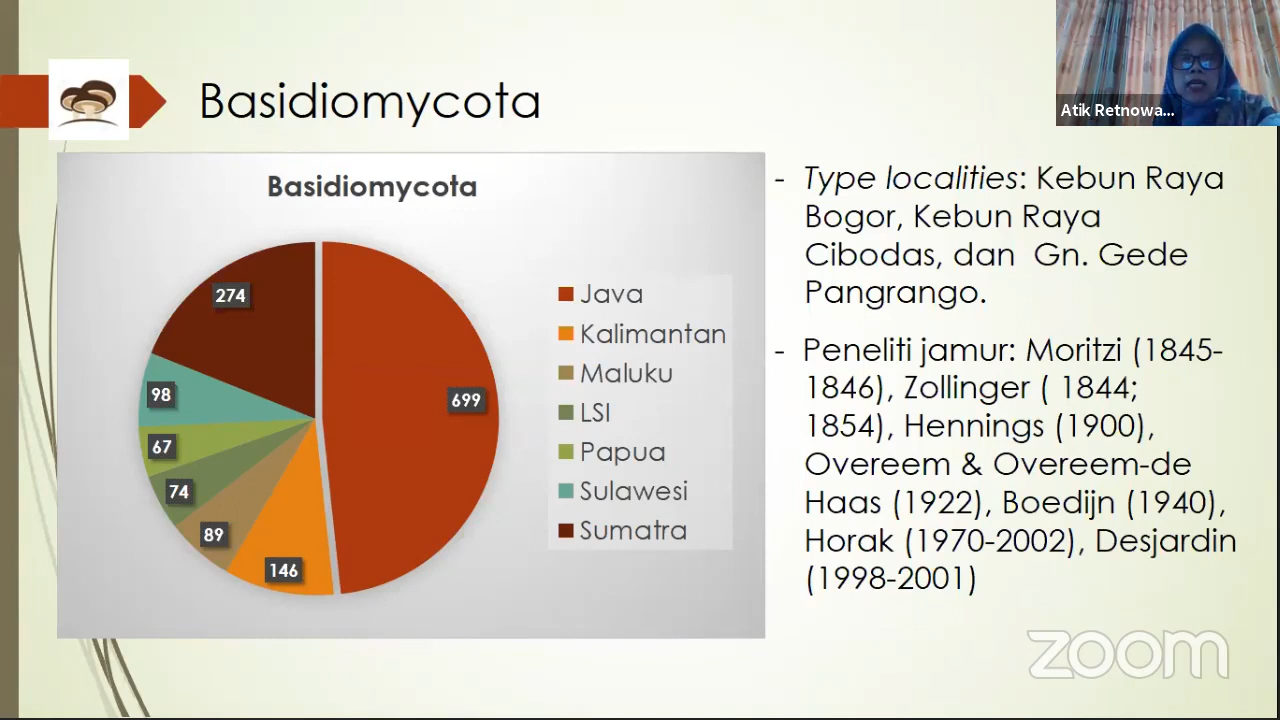 Basidiomycota
Atik Retnowa...
Basidiomycota
274
98
67
74
89
146
699
Java
Kalimantan
Maluku
LSI
Papua
Sulawesi
Sumatra
- Type localities: Kebun Raya
Bogor, Kebun Raya
Cibodas, dan Gn. Gede
Pangrango.
- Peneliti jamur: Moritzi (1845-
1846), Zollinger ( 1844;
1854), Hennings (1900),
Overeem & Overeem-de
Haas (1922), Boedijn (1940),
Horak (1970-2002), Desjardin
(1998-2001)
zoom